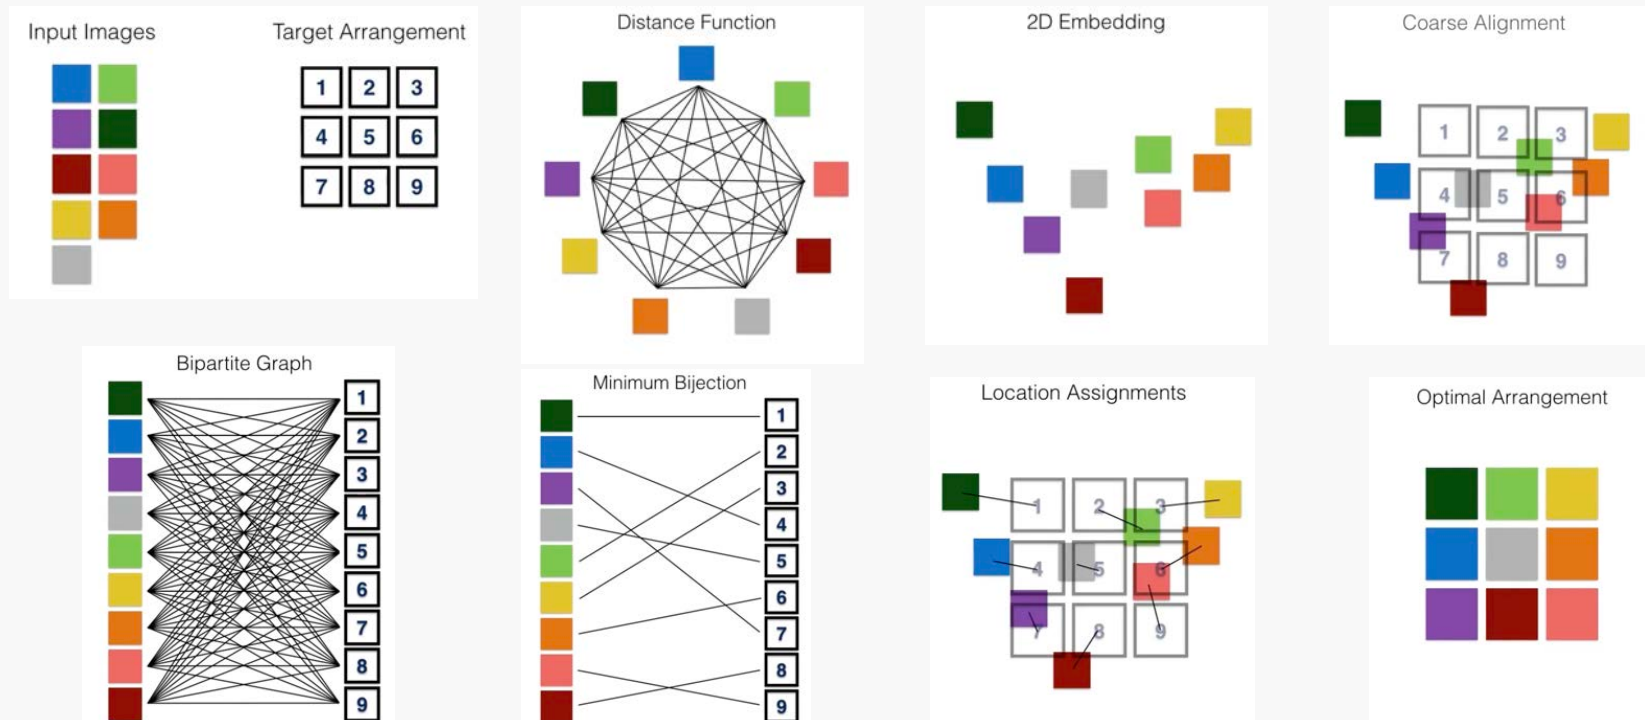 Input Images
Target Arrangement
1 2 3
4 5 6
7 8 9
Distance Function
2D Embedding
Coarse Alignment
1 2 3
4 5 6
7 8 9
Bipartite Graph
1
2
3
4
5
6
7
8
9
Minimum Bijection
1
2
3
4
5
6
7
8
9
Location Assignments
1 2 3
4 5 6
7 8 9
Optimal Arrangement